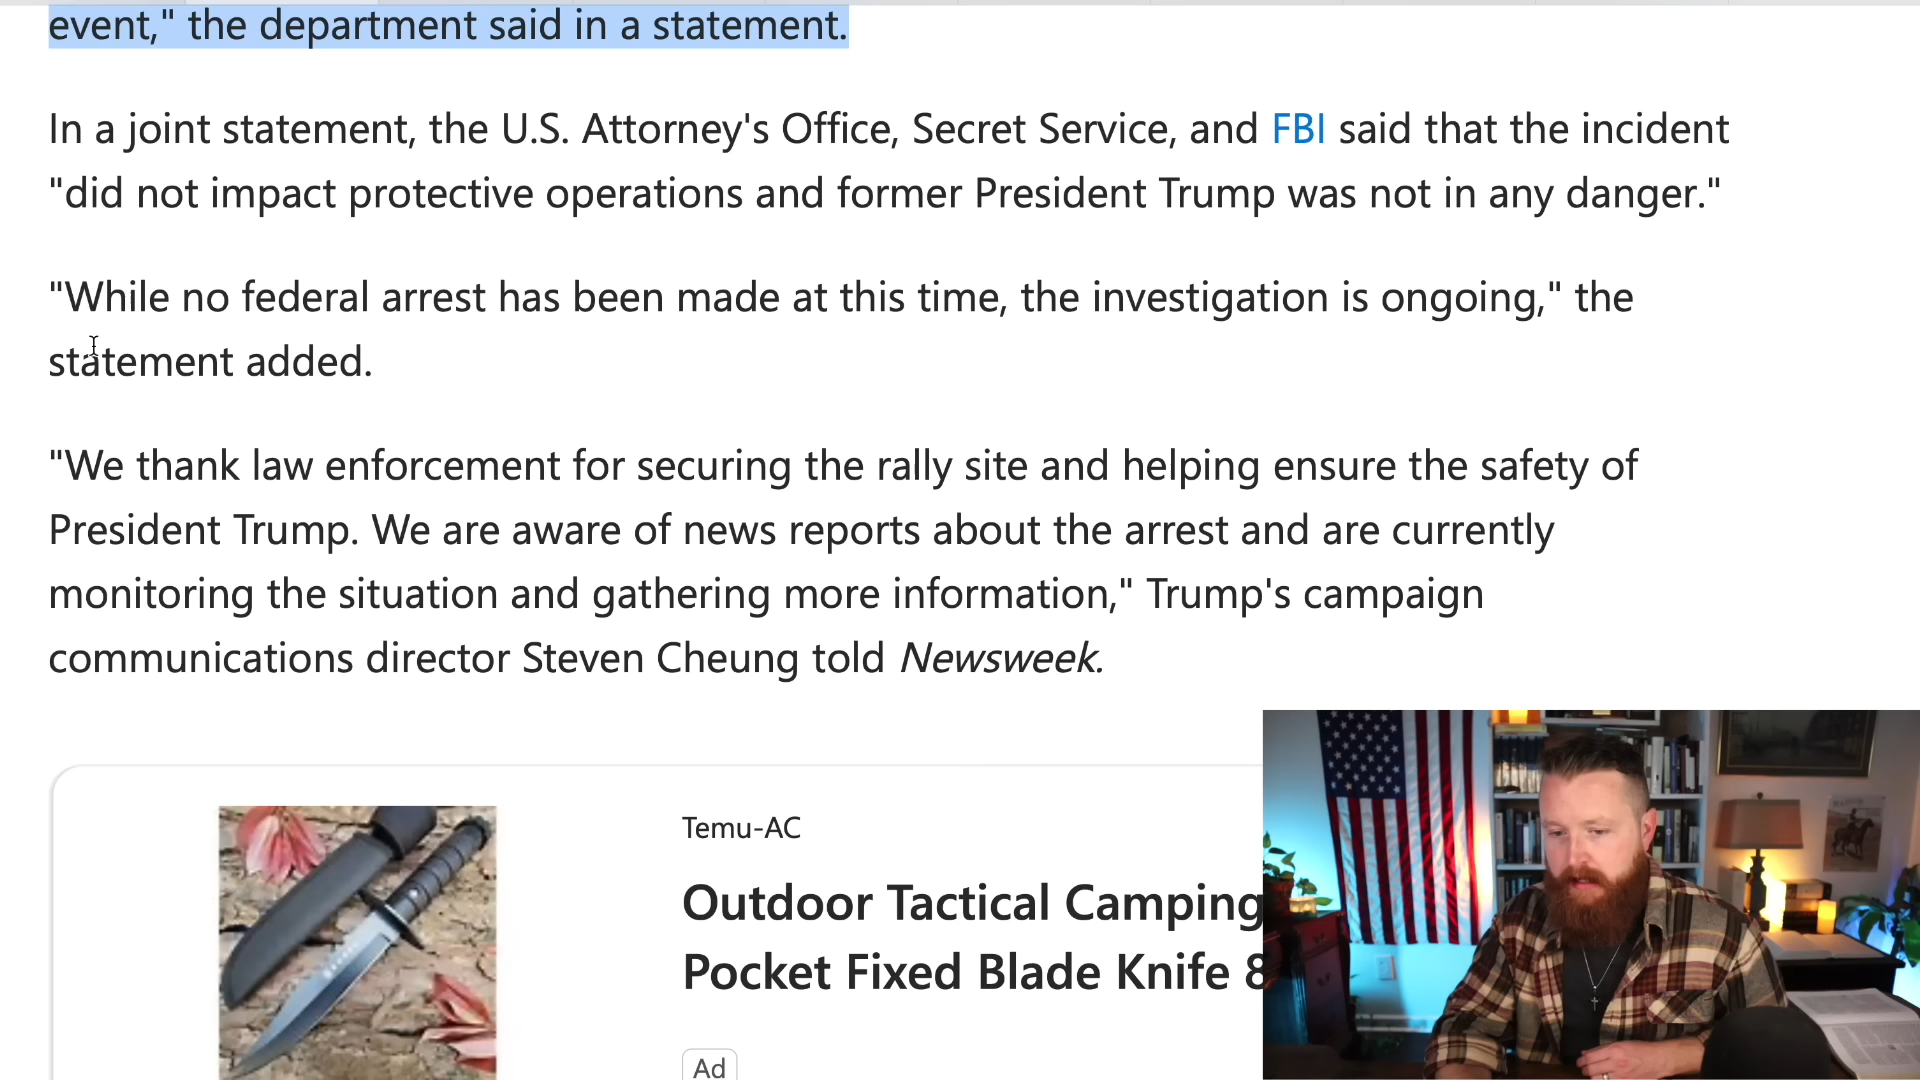 event," the department said in a statement.
In a joint statement, the U.S. Attorney's Office, Secret Service, and FBI said that the incident
"did not impact protective operations and former President Trump was not in any danger."
"While no federal arrest has been made at this time, the investigation is ongoing," the
statement added.
"We thank law enforcement for securing the rally site and helping ensure the safety of
President Trump. We are aware of news reports about the arrest and are currently
monitoring the situation and gathering more information," Trump's campaign
communications director Steven Cheung told Newsweek.
Temu-AC
Outdoor Tactical Camping
Pocket Fixed Blade Knife 8
Ad